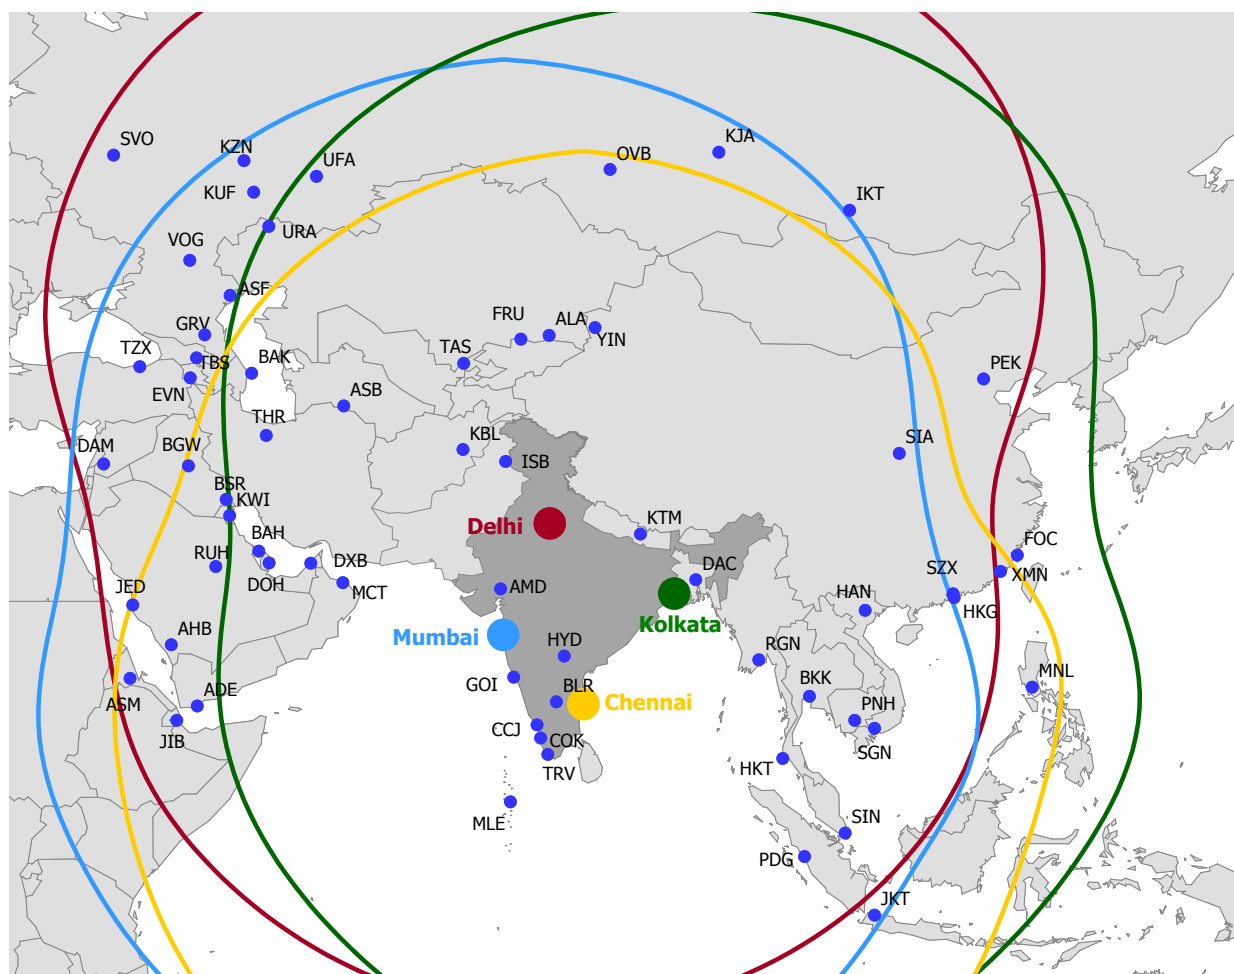 SVO
KZN
UFA
OVB
KJA
KUF
IKT
URA
VOG
ASF
GRV
FRU
ALA
YIN
TZX
TBS
BAK
TAS
PEK
EVN
ASB
THR
DAM
BGW
KBL
ISB
SIA
BSR
KWI
Delhi
KTM
BAH
RUH
DOH
DXB
MCT
DAC
FOC
SZX
XMN
JED
AMD
HAN
HKG
Kolkata
Mumbai
AHB
HYD
RGN
GOI
BLR
Chennai
BKK
MNL
ASM
ADE
PNH
JIB
CCJ
COK
SGN
TRV
HKT
MLE
SIN
PDG
JKT